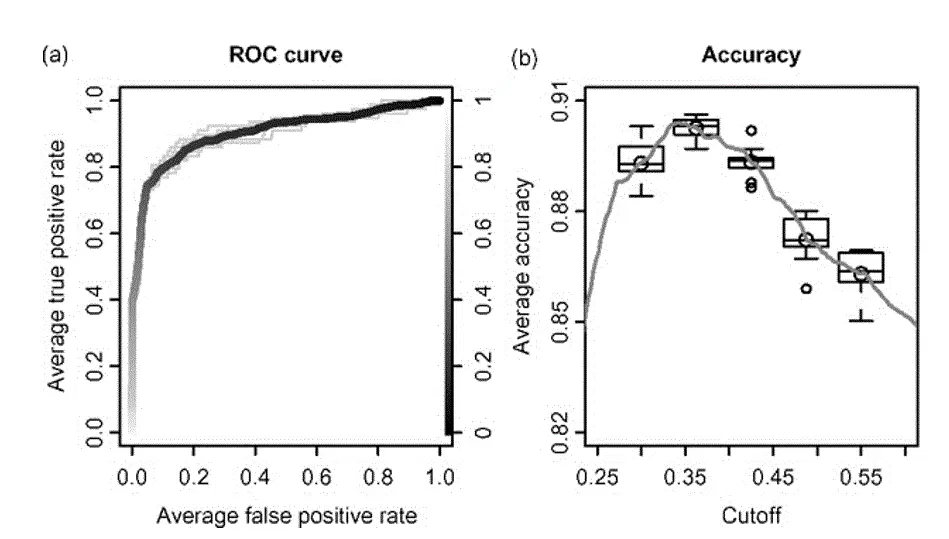 (a) ROC curve
Average true positive rate
0.0 0.2 0.4 0.6 0.8 1.0
0 0.2 0.4 0.6 0.8 1
0.0 0.2 0.4 0.6 0.8 1.0
Average false positive rate
(b) Accuracy
Average accuracy
0.82 0.85 0.88 0.91
0.25 0.35 0.45 0.55
Cutoff